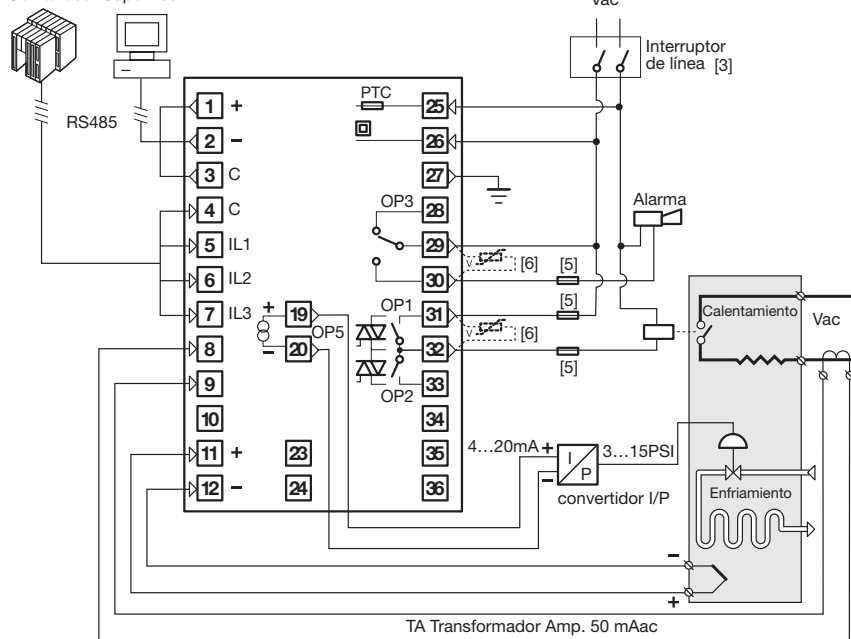 Vac
Interruptor
de línea [3]
RS485
1 +
2 −
3 C
4 C
5 IL1
6 IL2
7 IL3
8
9
10
11 +
12 −
+ 19
− 20 OP5
23
24
PTC
25
26
27
OP3 28
29
30
OP1 31
32
33
OP2
34
35
36
Alarma
V [6]
[5]
[5]
V [6]
[5]
Calentamiento
Vac
4...20mA +
−
I
P
3...15PSI
convertidor I/P
Enfriamiento
−
+
TA Transformador Amp. 50 mAac